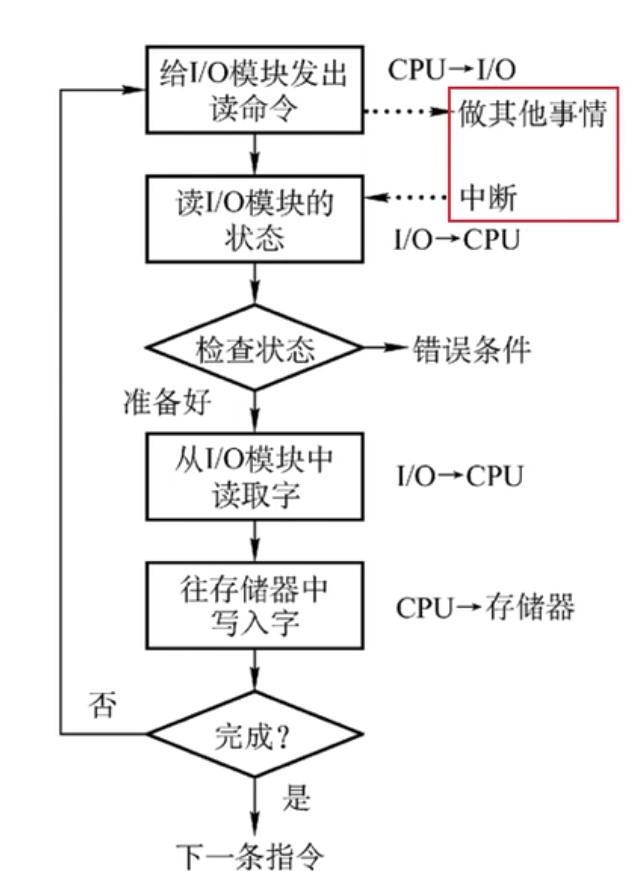 给I/O模块发出
读命令
CPU→I/O
做其他事情
读I/O模块的
状态
中断
I/O→CPU
检查状态
错误条件
准备好
从I/O模块中
读取字
I/O→CPU
往存储器中
写入字
CPU→存储器
否
完成?
是
下一条指令